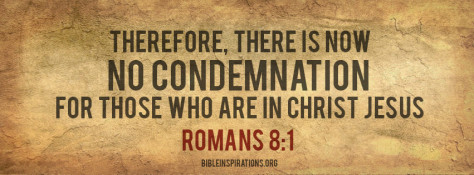 THEREFORE, THERE IS NOW
NO CONDEMNATION
FOR THOSE WHO ARE IN CHRIST JESUS
ROMANS 8:1
BIBLEINSPIRATIONS.ORG